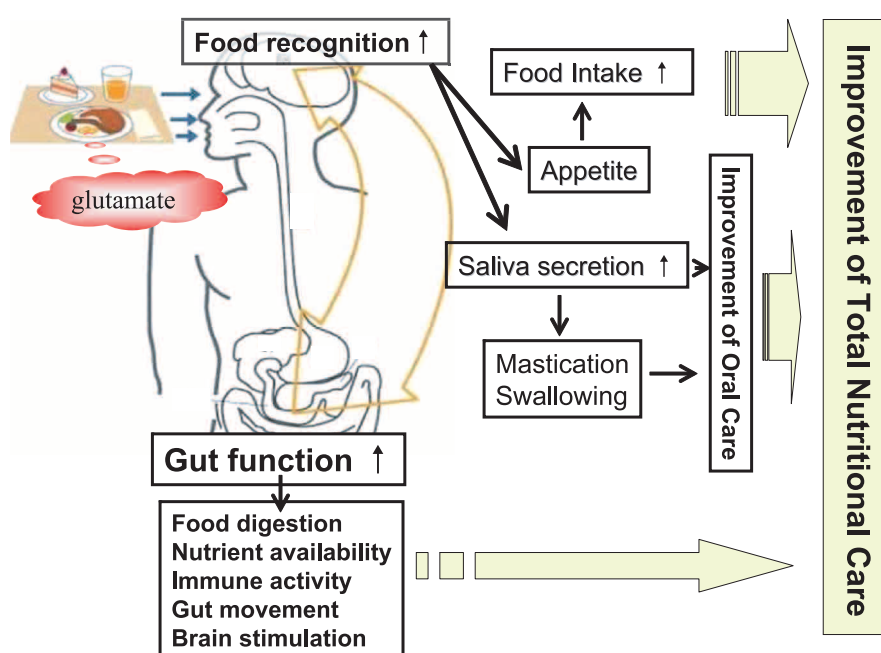 Food recognition ↑
Food Intake ↑
Appetite
glutamate
Saliva secretion ↑
Mastication
Swallowing
Improvement of Oral Care
Improvement of Total Nutritional Care
Gut function ↑
Food digestion
Nutrient availability
Immune activity
Gut movement
Brain stimulation